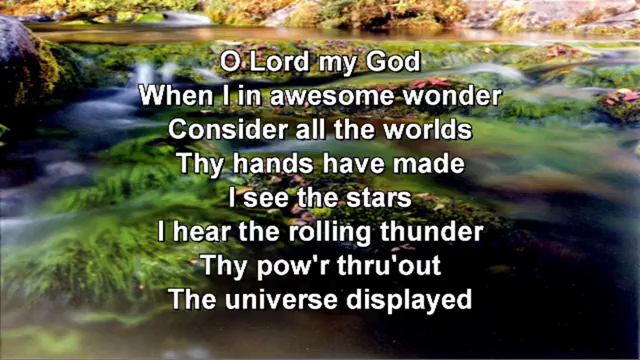 O Lord my God
When I in awesome wonder
Consider all the worlds
Thy hands have made
I see the stars
I hear the rolling thunder
Thy pow'r thru'out
The universe displayed